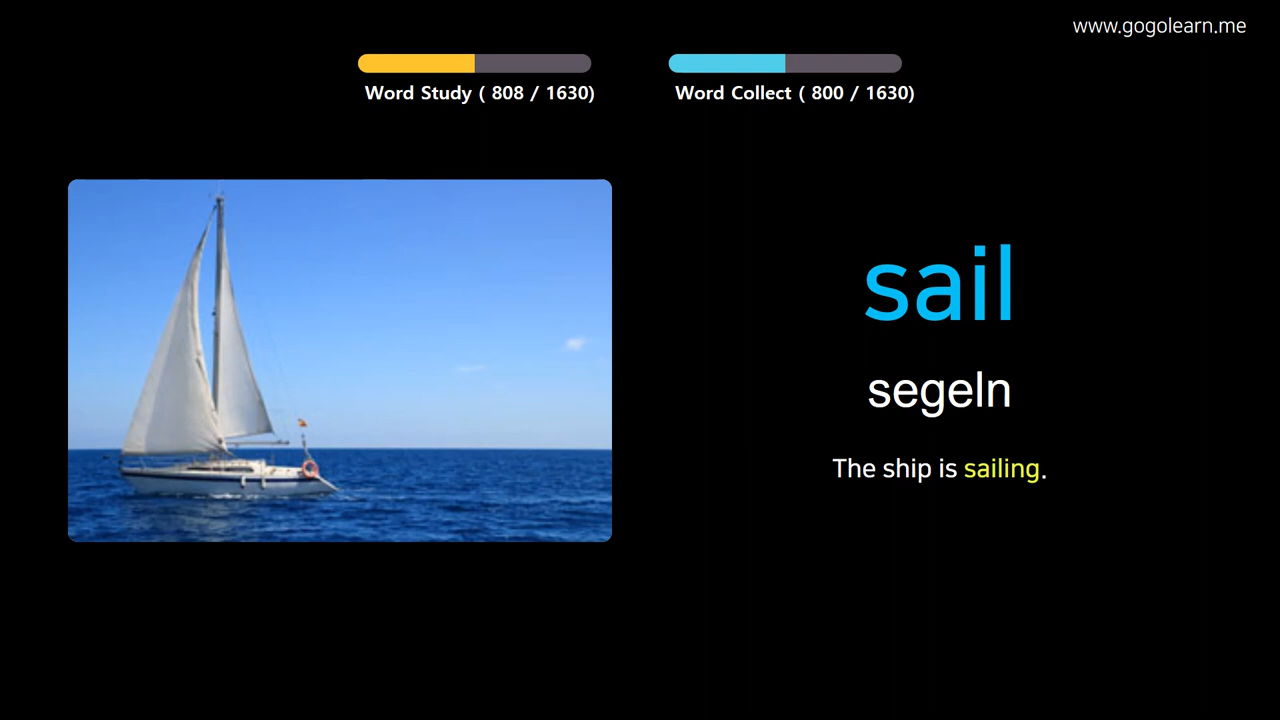 www.gogolearn.me
Word Study ( 808 / 1630)
Word Collect ( 800 / 1630)
sail
segeln
The ship is sailing.